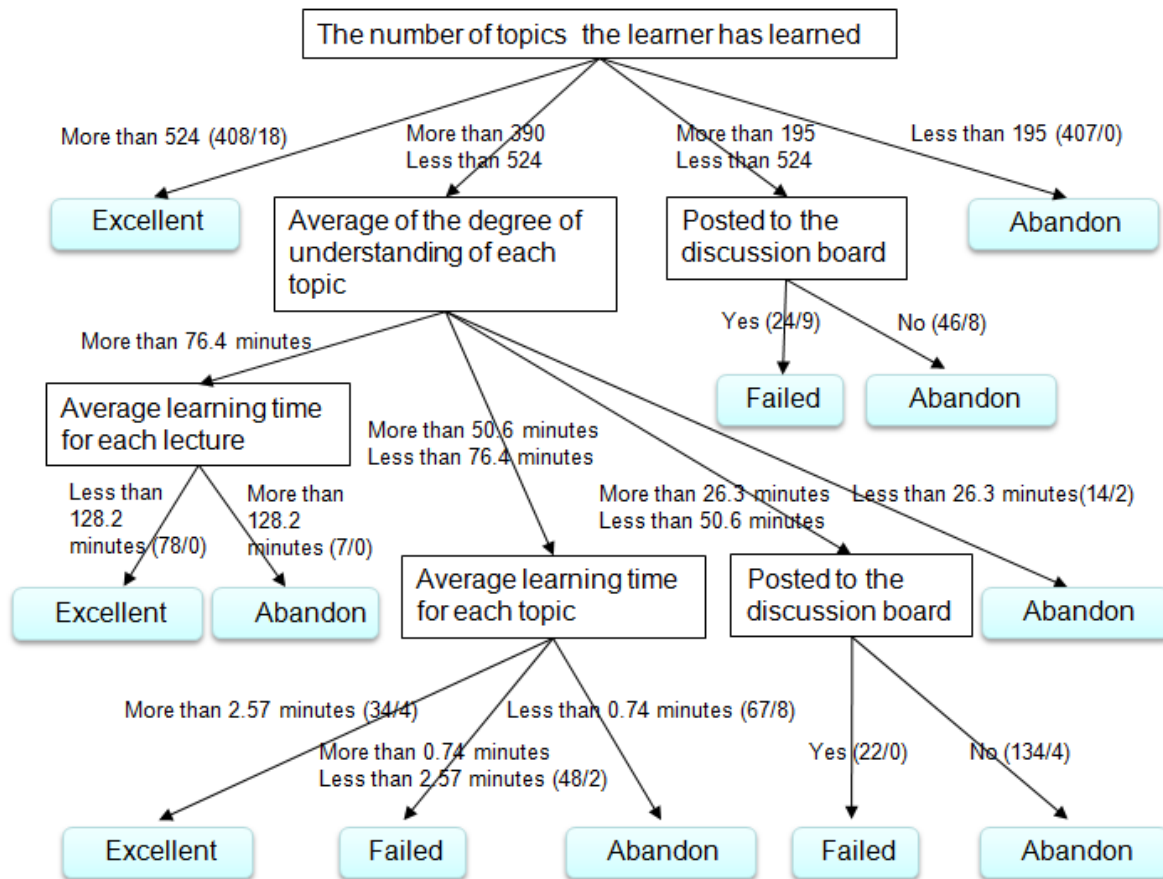 The number of topics the learner has learned
More than 524 (408/18)
More than 390
Less than 524
More than 195
Less than 524
Less than 195 (407/0)
Excellent
Average of the degree of
understanding of each
topic
Posted to the
discussion board
Abandon
More than 76.4 minutes
Yes (24/9)
No (46/8)
Average learning time
for each lecture
Failed
Abandon
More than 50.6 minutes
Less than 76.4 minutes
Less than
128.2
minutes (78/0)
More than
128.2
minutes (7/0)
More than 26.3 minutes
Less than 50.6 minutes
Less than 26.3 minutes(14/2)
Excellent
Abandon
Average learning time
for each topic
Posted to the
discussion board
Abandon
More than 2.57 minutes (34/4)
Less than 0.74 minutes (67/8)
More than 0.74 minutes
Less than 2.57 minutes (48/2)
Yes (22/0)
No (134/4)
Excellent
Failed
Abandon
Failed
Abandon